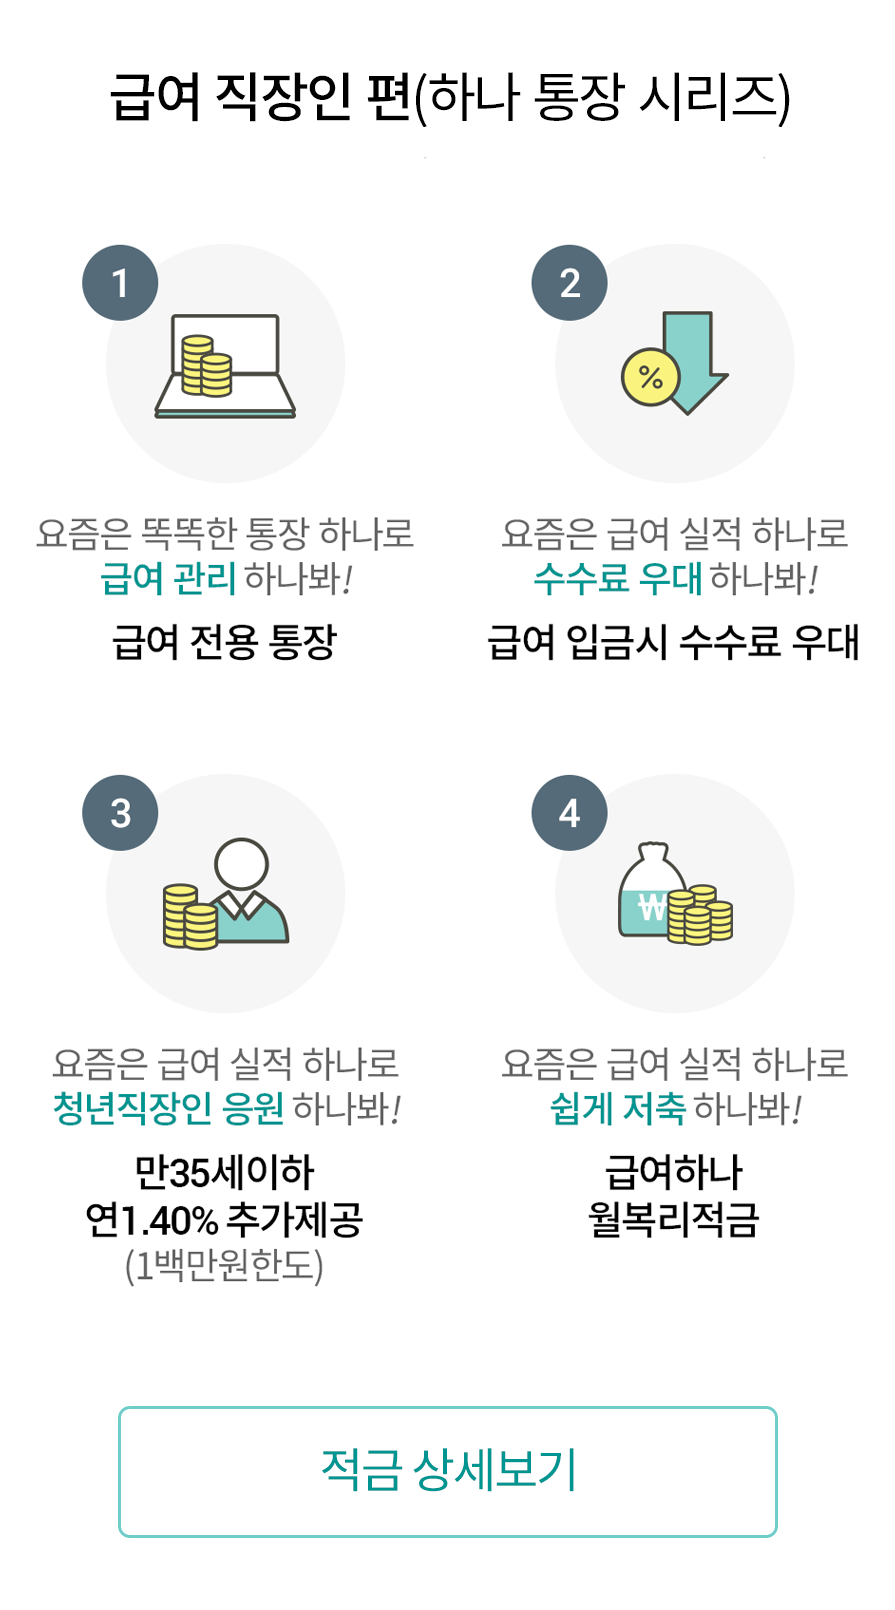 급여 직장인 편(하나 통장 시리즈)
1
요즘은 똑똑한 통장 하나로
급여 관리 하나봐!
급여 전용 통장
2
%
요즘은 급여 실적 하나로
수수료 우대 하나봐!
급여 입금시 수수료 우대
3
요즘은 급여 실적 하나로
청년직장인 응원 하나봐!
만35세이하
연1.40% 추가제공
(1백만원한도)
4
₩
요즘은 급여 실적 하나로
쉽게 저축 하나봐!
급여하나
월복리적금
적금 상세보기